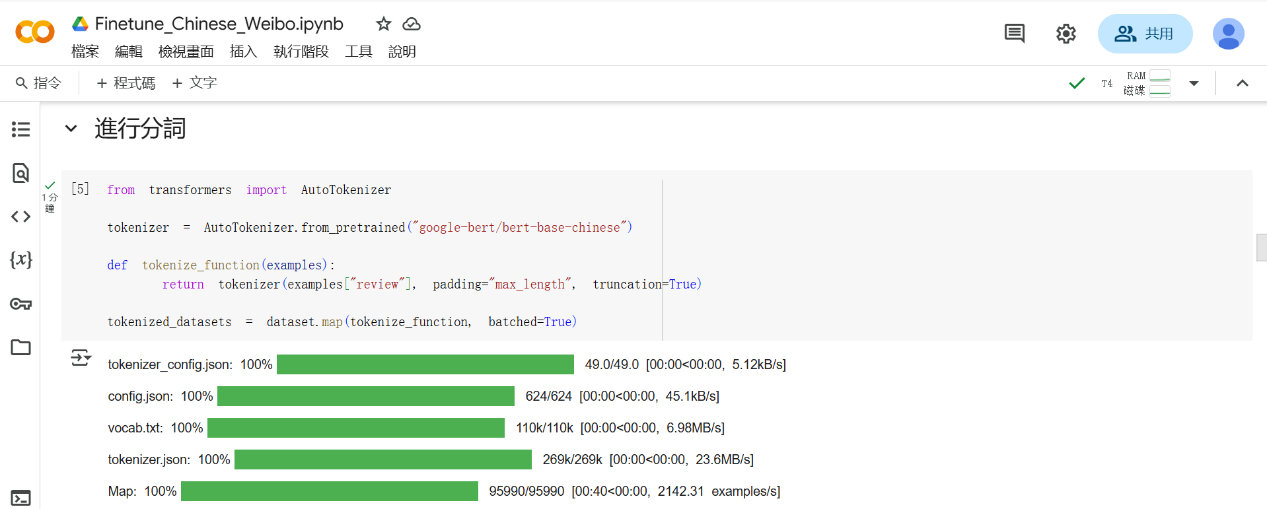 Finetune_Chinese_Weibo.ipynb
檔案 編輯 檢視畫面 插入 執行階段 工具 說明
共用
指令 + 程式碼 + 文字
T4 RAM 磁碟
進行分詞
1 分鐘
[5] from transformers import AutoTokenizer
tokenizer = AutoTokenizer.from_pretrained("google-bert/bert-base-chinese")
def tokenize_function(examples):
return tokenizer(examples["review"], padding="max_length", truncation=True)
tokenized_datasets = dataset.map(tokenize_function, batched=True)
tokenizer_config.json: 100% 49.0/49.0 [00:00<00:00, 5.12kB/s]
config.json: 100% 624/624 [00:00<00:00, 45.1kB/s]
vocab.txt: 100% 110k/110k [00:00<00:00, 6.98MB/s]
tokenizer.json: 100% 269k/269k [00:00<00:00, 23.6MB/s]
Map: 100% 95990/95990 [00:40<00:00, 2142.31 examples/s]